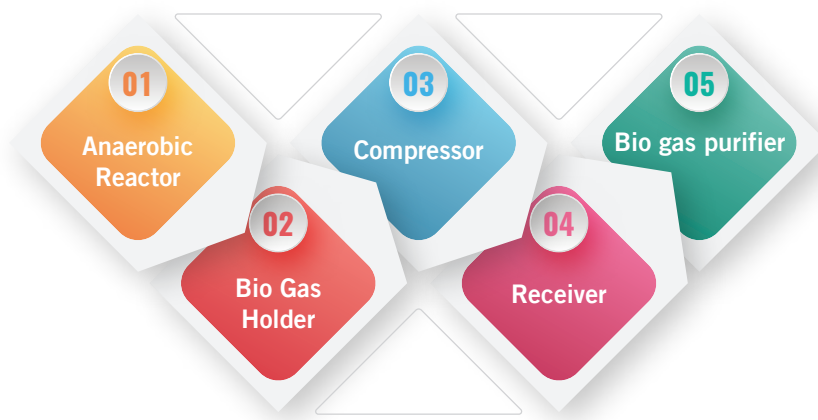 01
Anaerobic
Reactor
02
Bio Gas
Holder
03
Compressor
04
Receiver
05
Bio gas purifier